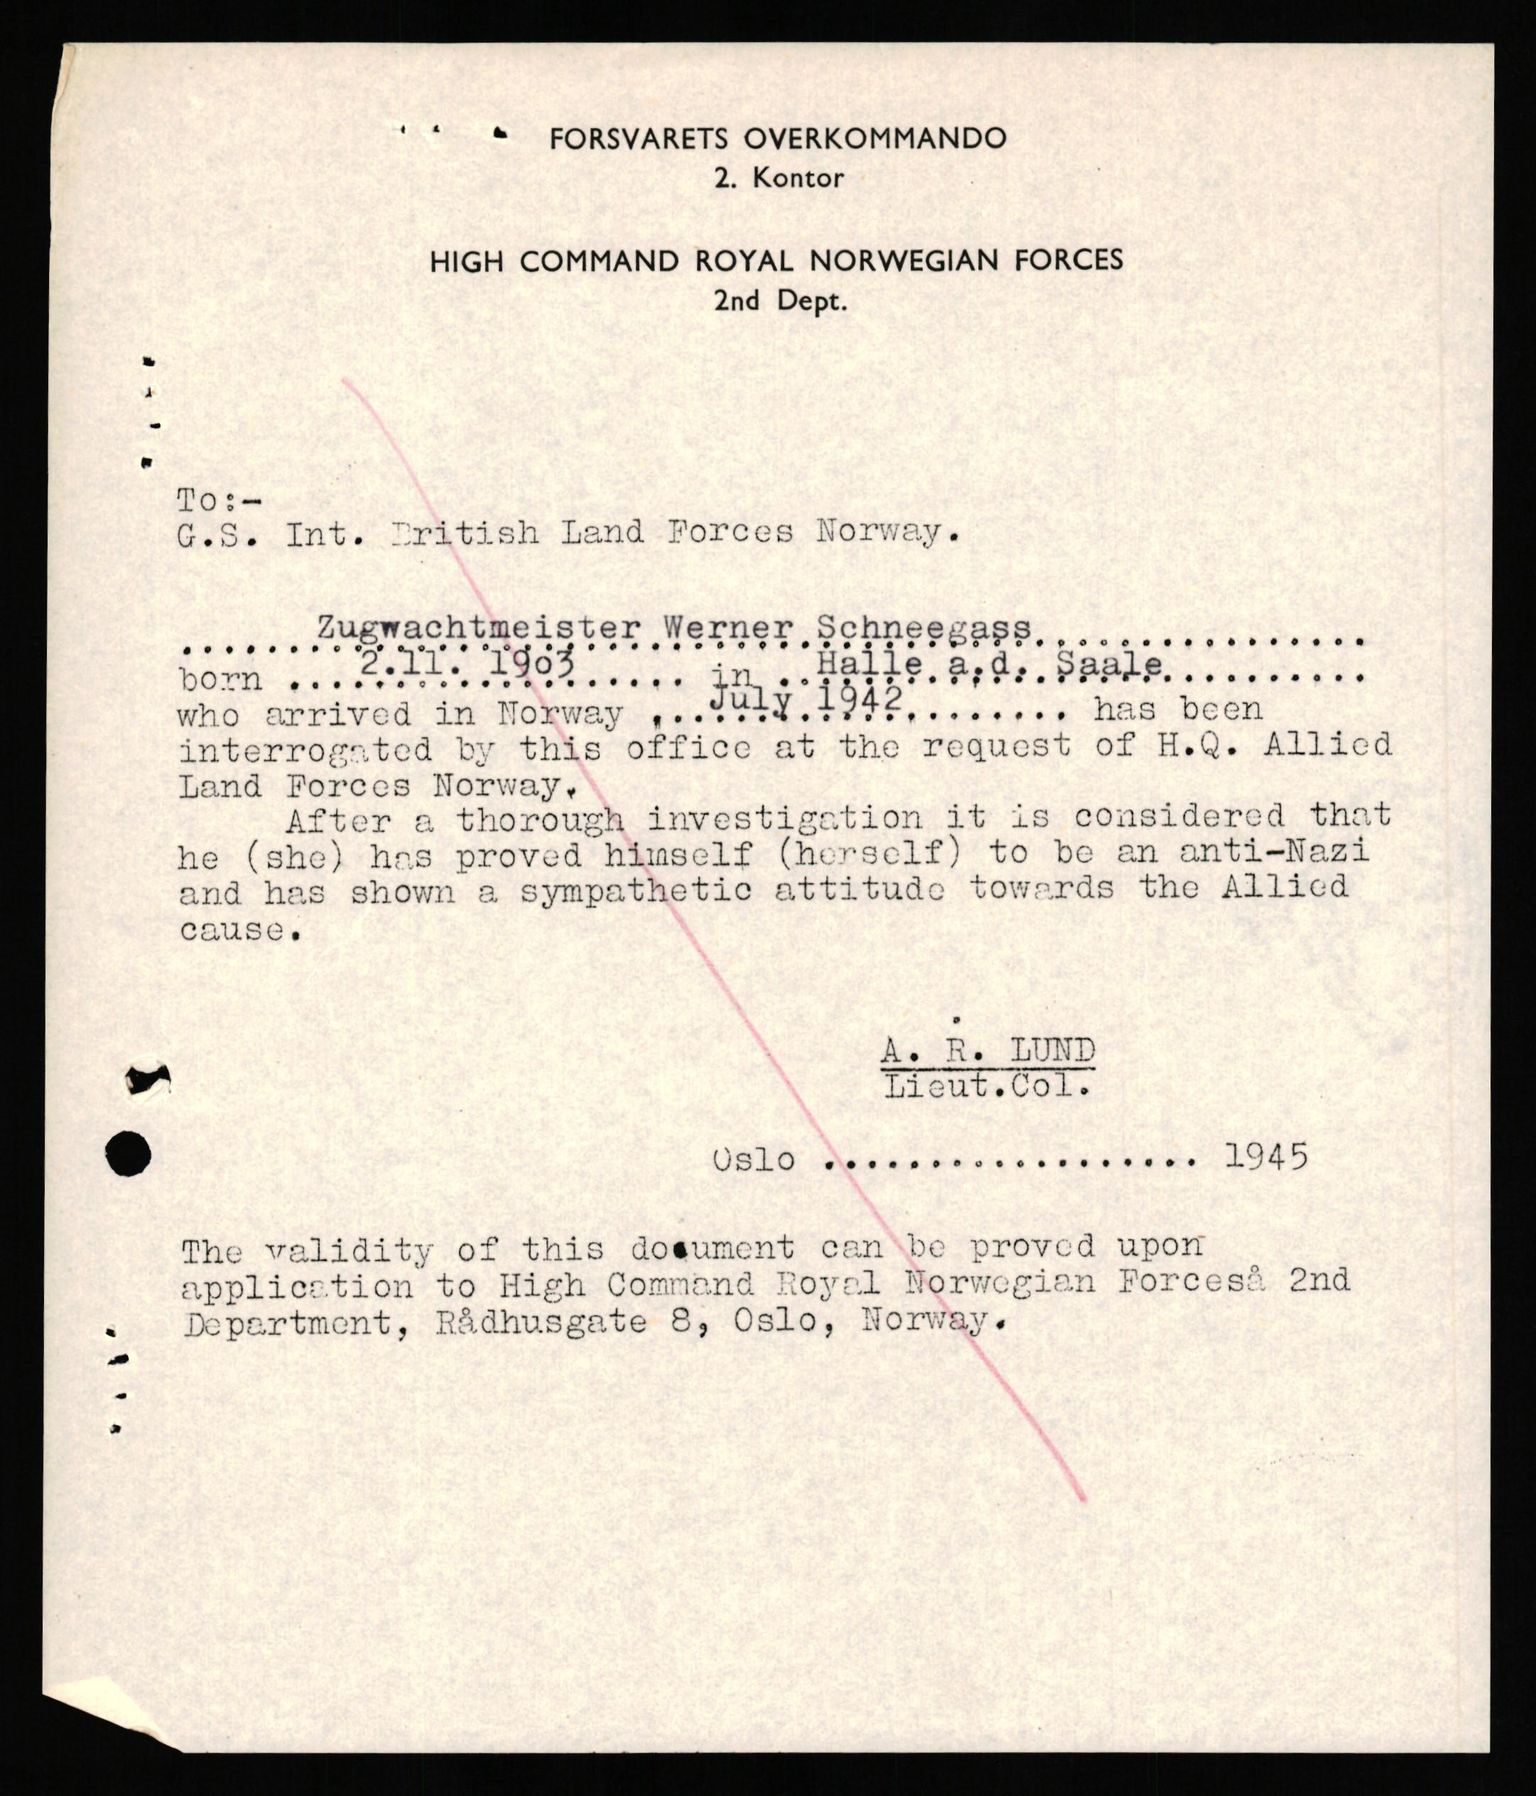 FORSVARETS OVERKOMMANDO
2. Kontor
HIGH COMMAND ROYAL NORWEGIAN FORCES
2nd Dept.
To:-
G.S. Int. British Land Forces Norway.
Zugwachtmeister Werner Schneegass
born 2.11. 19o3 in Halle a.d. Saale
who arrived in Norway July 1942 has been
interrogated by this office at the request of H.Q. Allied
Land Forces Norway.
After a thorough investigation it is considered that
he (she) has proved himself (herself) to be an anti-Nazi
and has shown a sympathetic attitude towards the Allied
cause.
A. R. LUND
Lieut.Col.
Oslo .................. 1945
The validity of this document can be proved upon
application to High Command Royal Norwegian Forceså 2nd
Department, Rådhusgate 8, Oslo, Norway.